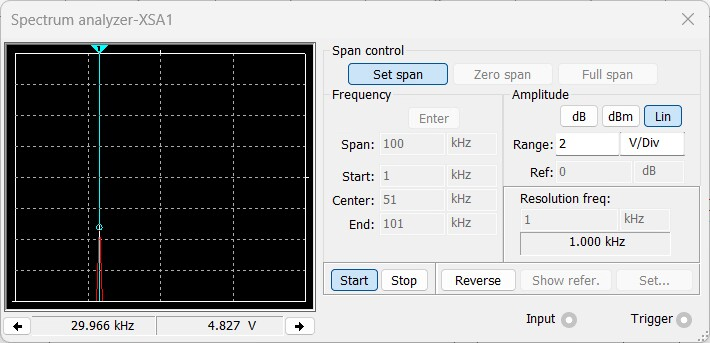 Spectrum analyzer-XSA1
1
Span control
Set span Zero span Full span
Frequency
Enter
Span: 100 kHz
Start: 1 kHz
Center: 51 kHz
End: 101 kHz
Amplitude
dB dBm Lin
Range: 2 V/Div
Ref: 0 dB
Resolution freq:
1 kHz
1.000 kHz
Start Stop Reverse Show refer. Set...
29.966 kHz 4.827 V
Input Trigger